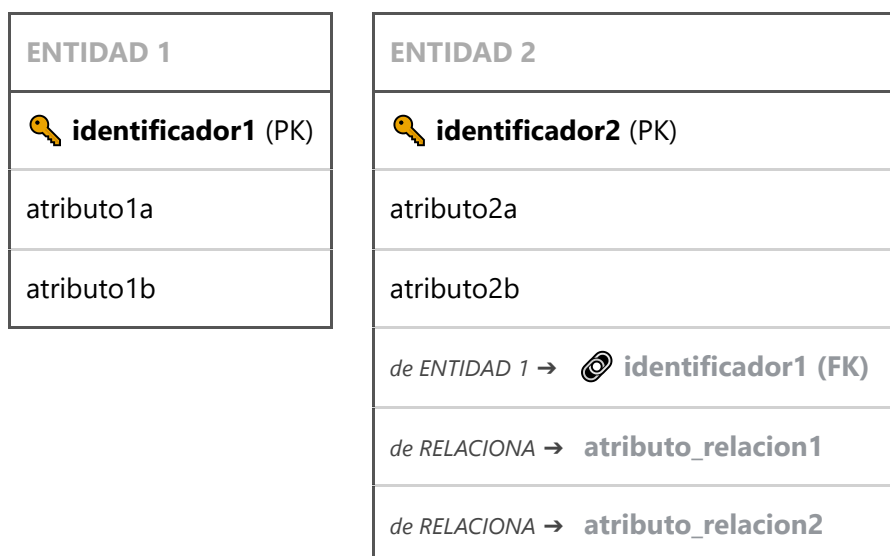 ENTIDAD 1
identificador1 (PK)
atributo1a
atributo1b
ENTIDAD 2
identificador2 (PK)
atributo2a
atributo2b
de ENTIDAD 1 ➔ identificador1 (FK)
de RELACIONA ➔ atributo_relacion1
de RELACIONA ➔ atributo_relacion2